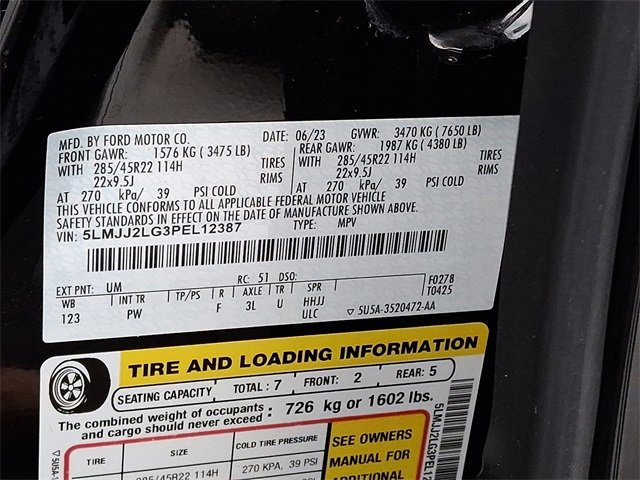 MFD. BY FORD MOTOR CO. DATE: 06/23 GVWR: 3470 KG (7650 LB)
FRONT GAWR: 1576 KG (3475 LB) REAR GAWR: 1987 KG (4380 LB)
WITH 285/45R22 114H TIRES WITH 285/45R22 114H TIRES
22x9.5J RIMS 22x9.5J RIMS
AT 270 kPa/ 39 PSI COLD AT 270 kPa/ 39 PSI COLD
THIS VEHICLE CONFORMS TO ALL APPLICABLE FEDERAL MOTOR VEHICLE
SAFETY STANDARDS IN EFFECT ON THE DATE OF MANUFACTURE SHOWN ABOVE.
VIN: 5LMJJ2LG3PEL12387 TYPE: MPV
EXT PNT: UM RC: 51 DSO: F0278
WB INT TR TP/PS R AXLE TR SPR T0425
123 PW F 3L U HHJJ
ULC ▽ 5U5A-3520472-AA
TIRE AND LOADING INFORMATION
SEATING CAPACITY TOTAL : 7 FRONT: 2 REAR: 5
The combined weight of occupants : 726 kg or 1602 lbs.
and cargo should never exceed
TIRE SIZE COLD TIRE PRESSURE SEE OWNERS
285/45R22 114H 270 KPA, 39 PSI MANUAL FOR
ADDITIONAL
▽ 5U5A-
5LMJJ2LG3PEL12